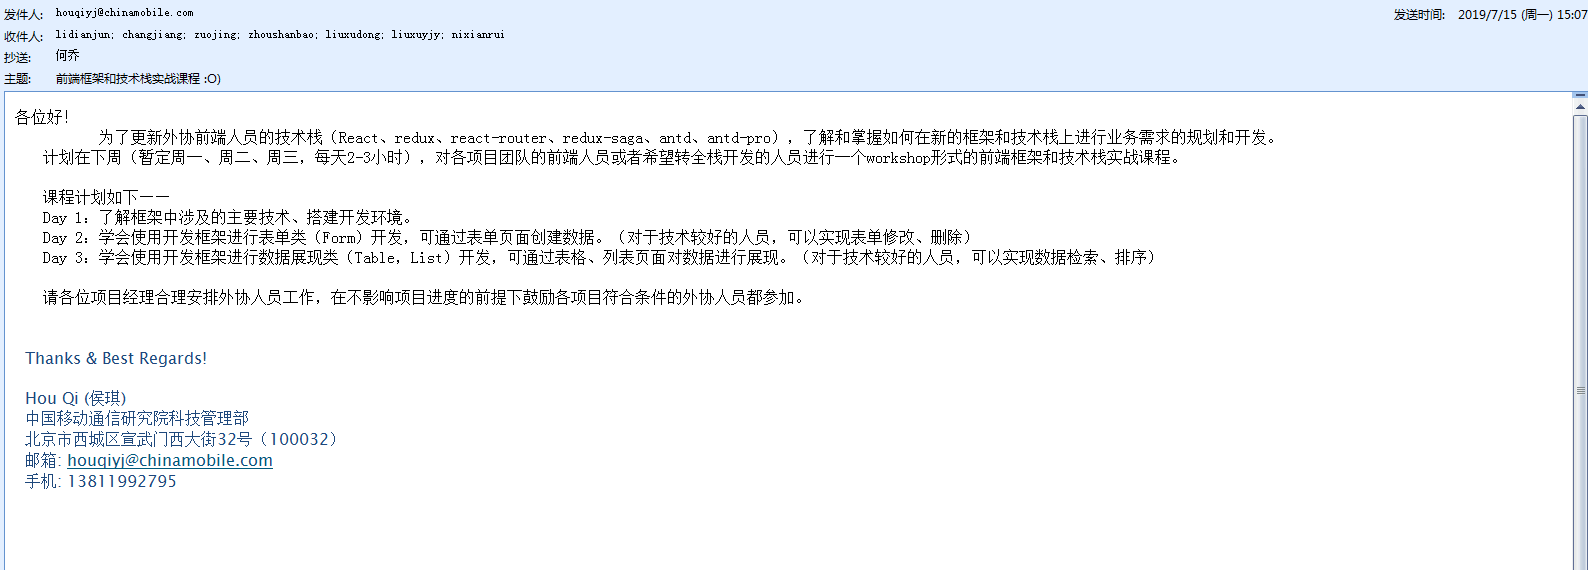 发件人: houqiyj@chinamobile.com 发送时间: 2019/7/15 (周一) 15:07
收件人: lidianjun; changjiang; zuojing; zhoushanbao; liuxudong; liuxuyjy; nixianrui
抄送: 何乔
主题: 前端框架和技术栈实战课程 :O)
各位好！
为了更新外协前端人员的技术栈（React、redux、react-router、redux-saga、antd、antd-pro），了解和掌握如何在新的框架和技术栈上进行业务需求的规划和开发。
计划在下周（暂定周一、周二、周三，每天2-3小时），对各项目团队的前端人员或者希望转全栈开发的人员进行一个workshop形式的前端框架和技术栈实战课程。
课程计划如下——
Day 1：了解框架中涉及的主要技术、搭建开发环境。
Day 2：学会使用开发框架进行表单类（Form）开发，可通过表单页面创建数据。（对于技术较好的人员，可以实现表单修改、删除）
Day 3：学会使用开发框架进行数据展现类（Table，List）开发，可通过表格、列表页面对数据进行展现。（对于技术较好的人员，可以实现数据检索、排序）
请各位项目经理合理安排外协人员工作，在不影响项目进度的前提下鼓励各项目符合条件的外协人员都参加。
Thanks & Best Regards!
Hou Qi (侯琪)
中国移动通信研究院科技管理部
北京市西城区宣武门西大街32号（100032）
邮箱: houqiyj@chinamobile.com
手机: 13811992795